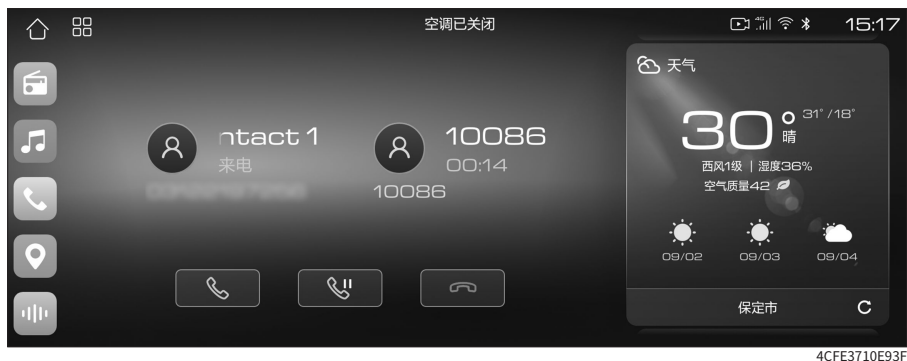 空调已关闭
4G
15:17
ntact 1
来电
10086
00:14
10086
天气
30°
31°/18°
晴
西风1级 | 湿度36%
空气质量42
09/02
09/03
09/04
保定市
4CFE3710E93F